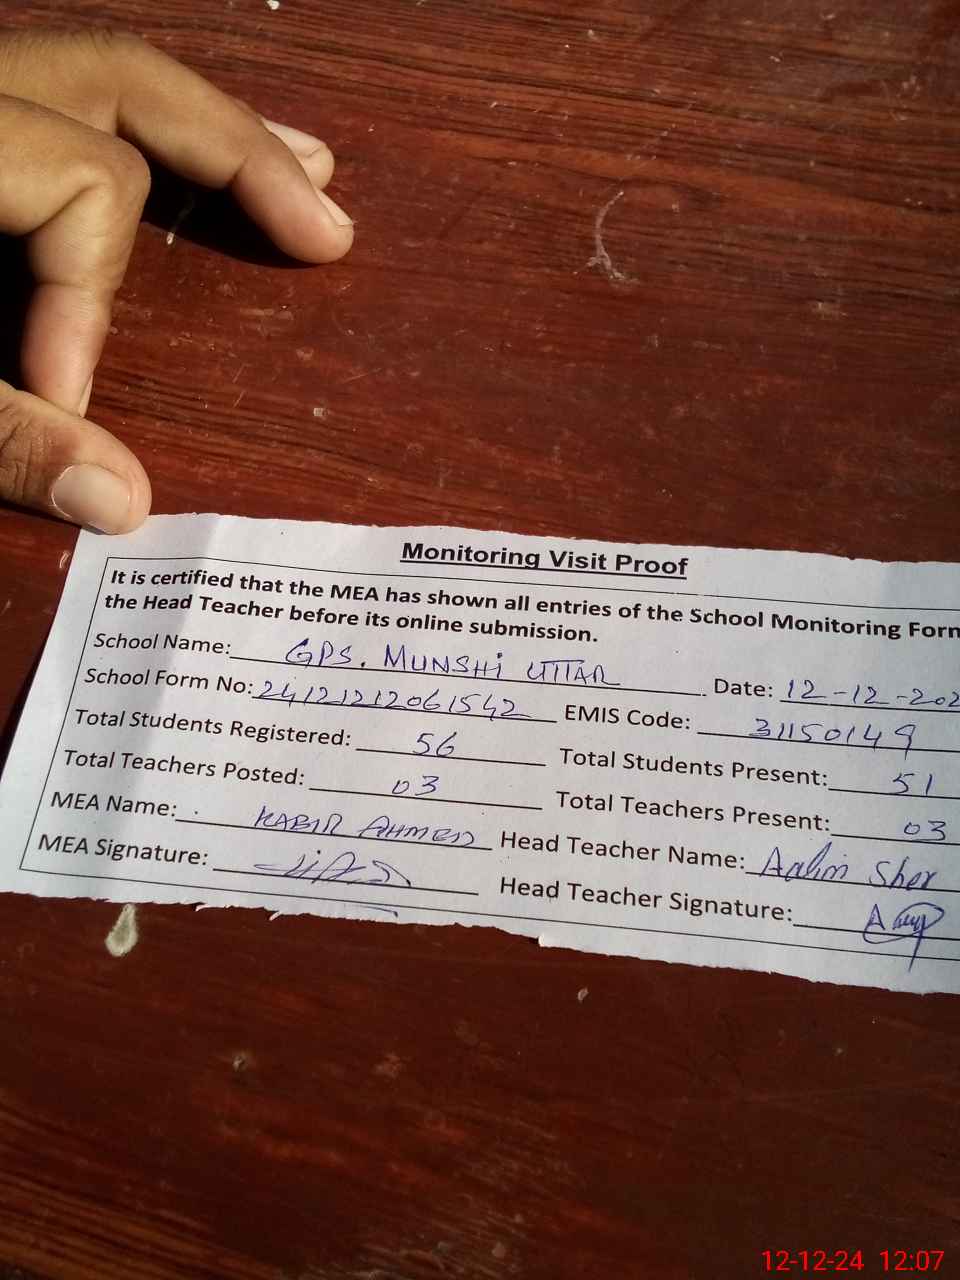 Monitoring Visit Proof
It is certified that the MEA has shown all entries of the School Monitoring Form
the Head Teacher before its online submission.
School Name: GPS. MUNSHI UTTAR Date: 12-12-202
School Form No: 24121212061542 EMIS Code: 31150149
Total Students Registered: 56 Total Students Present: 51
Total Teachers Posted: 03 Total Teachers Present: 03
MEA Name: KABIR AHMED Head Teacher Name: Aalim Sher
MEA Signature: Head Teacher Signature:
12-12-24 12:07